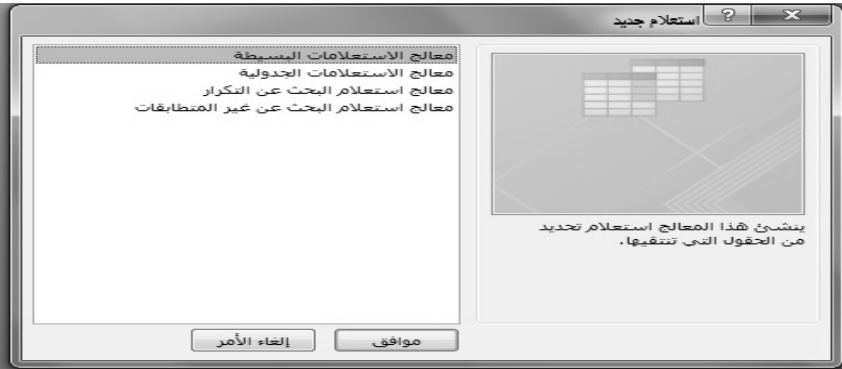 استعلام جديد
معالج الاستعلامات البسيطة
معالج الاستعلامات الجدولية
معالج استعلام البحث عن التكرار
معالج استعلام البحث عن غير المتطابقات
ينشئ هذا المعالج استعلام تحديد
من الحقول التي تنتقيها.
موافق
إلغاء الأمر